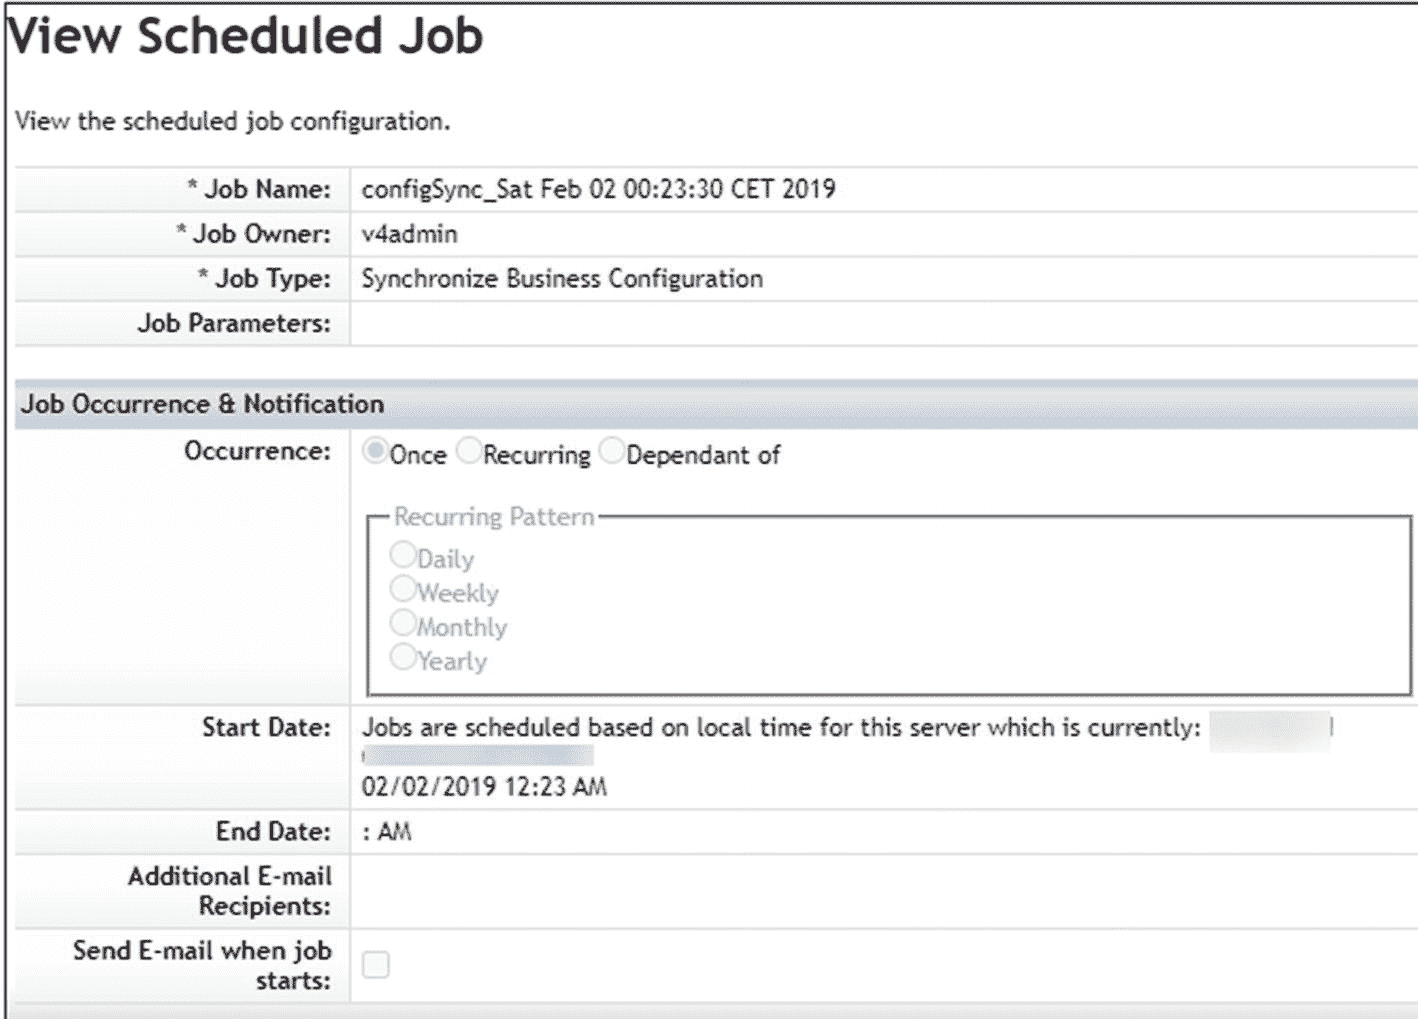 View Scheduled Job
View the scheduled job configuration.
* Job Name: configSync_Sat Feb 02 00:23:30 CET 2019
* Job Owner: v4admin
* Job Type: Synchronize Business Configuration
Job Parameters:
Job Occurrence & Notification
Occurrence: Once Recurring Dependant of
Recurring Pattern
Daily
Weekly
Monthly
Yearly
Start Date: Jobs are scheduled based on local time for this server which is currently:
02/02/2019 12:23 AM
End Date: : AM
Additional E-mail
Recipients:
Send E-mail when job
starts: